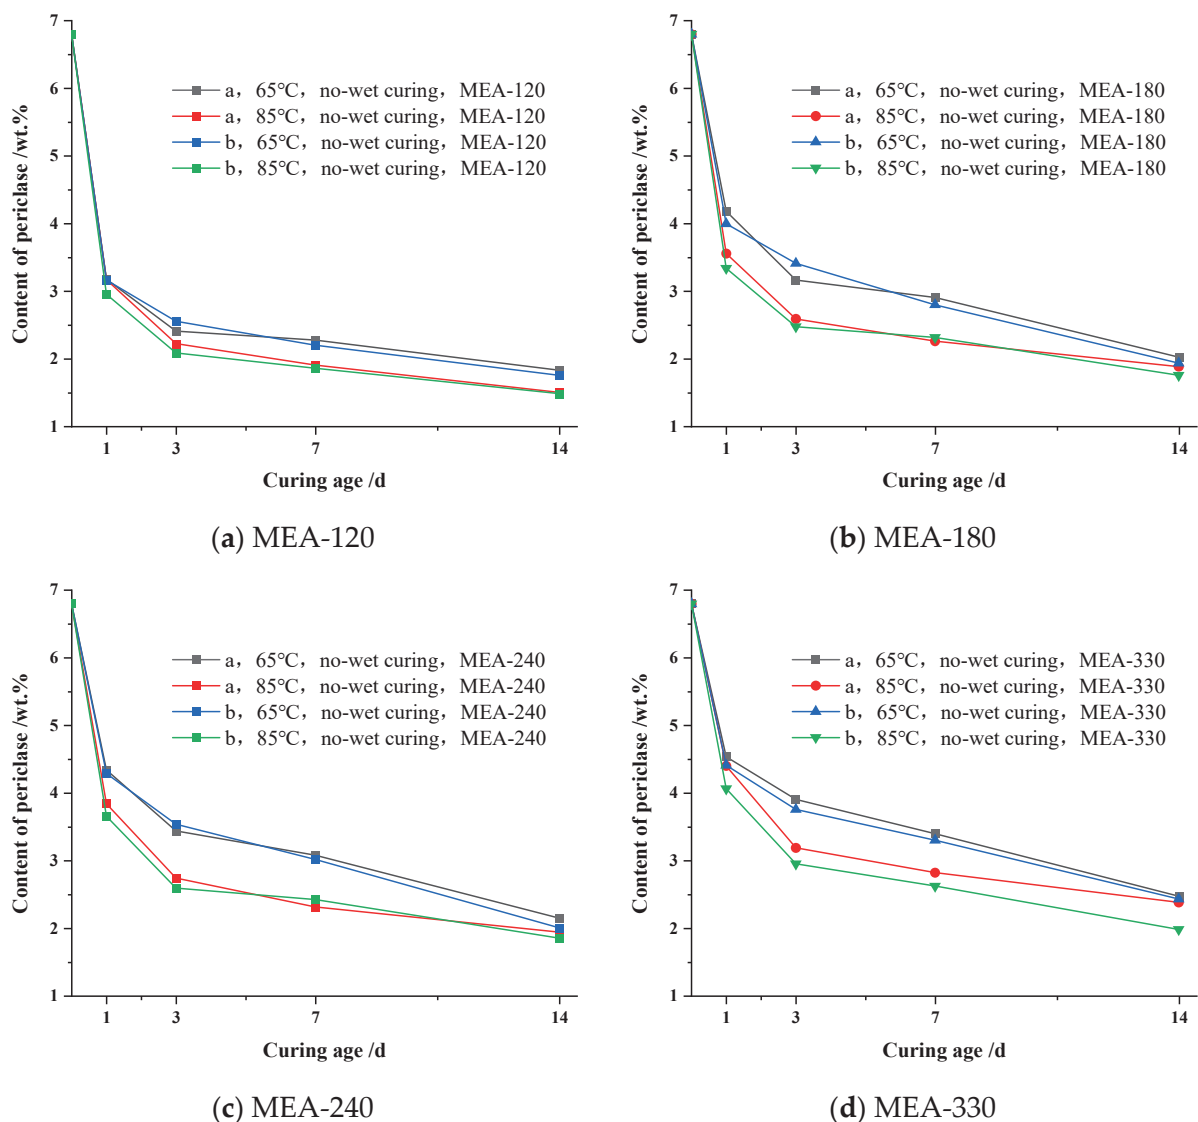 7
6
5
4
3
2
1
Content of periclase /wt.%
a，65℃，no-wet curing，MEA-120
a，85℃，no-wet curing，MEA-120
b，65℃，no-wet curing，MEA-120
b，85℃，no-wet curing，MEA-120
1 3 7 14
Curing age /d
(a) MEA-120
7
6
5
4
3
2
1
Content of periclase /wt.%
a，65℃，no-wet curing，MEA-180
a，85℃，no-wet curing，MEA-180
b，65℃，no-wet curing，MEA-180
b，85℃，no-wet curing，MEA-180
1 3 7 14
Curing age /d
(b) MEA-180
7
6
5
4
3
2
1
Content of periclase /wt.%
a，65℃，no-wet curing，MEA-240
a，85℃，no-wet curing，MEA-240
b，65℃，no-wet curing，MEA-240
b，85℃，no-wet curing，MEA-240
1 3 7 14
Curing age /d
(c) MEA-240
7
6
5
4
3
2
1
Content of periclase /wt.%
a，65℃，no-wet curing，MEA-330
a，85℃，no-wet curing，MEA-330
b，65℃，no-wet curing，MEA-330
b，85℃，no-wet curing，MEA-330
1 3 7 14
Curing age /d
(d) MEA-330